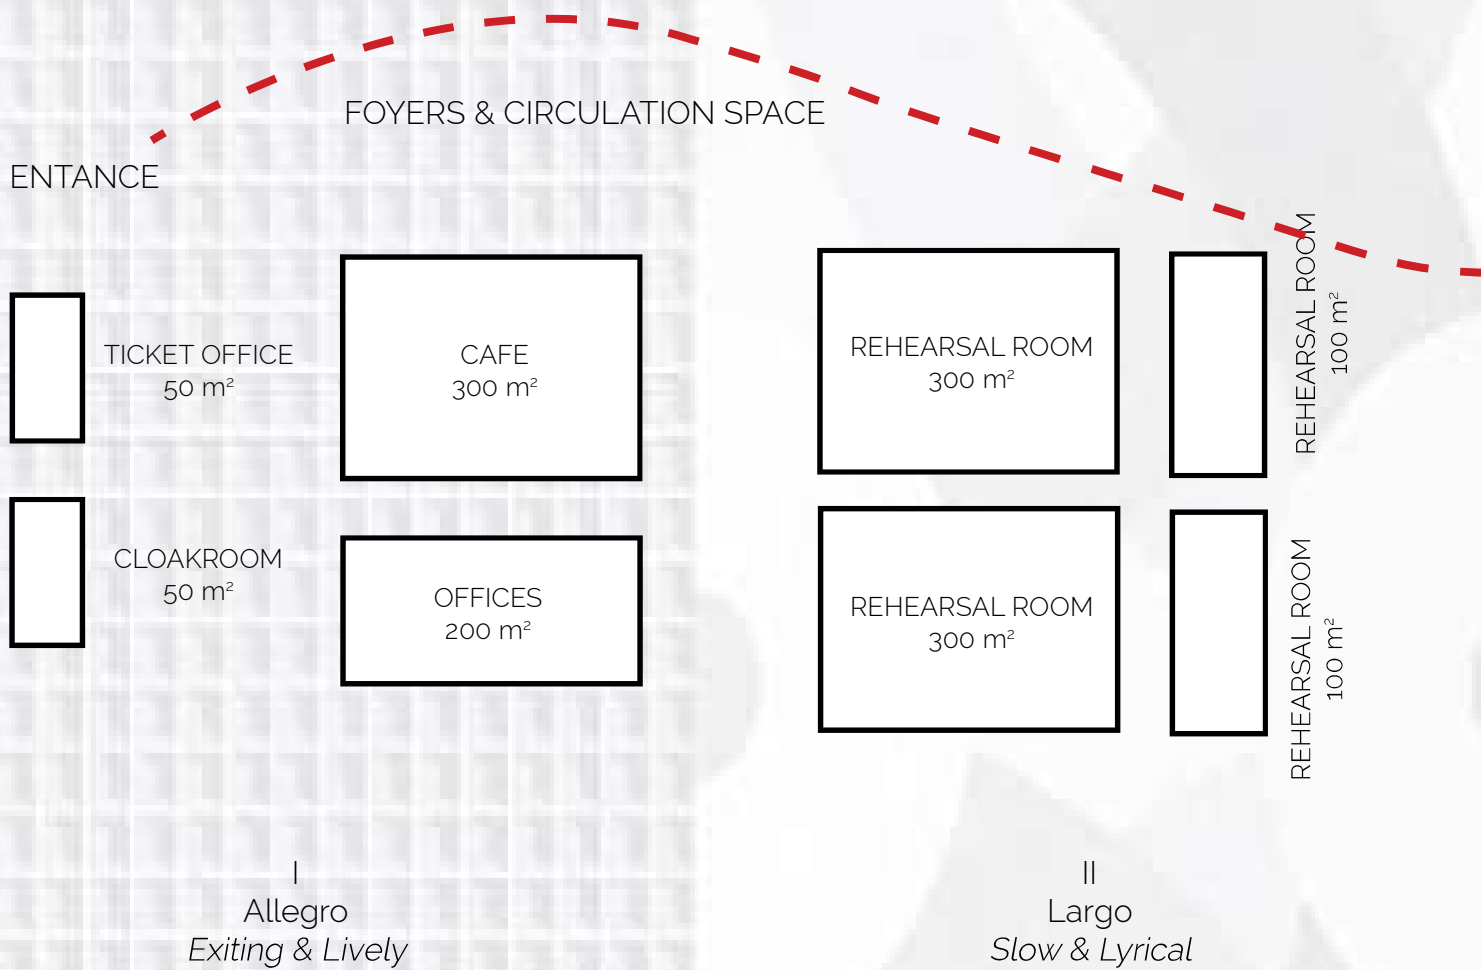 FOYERS & CIRCULATION SPACE
ENTANCE
TICKET OFFICE
50 m²
CAFE
300 m²
CLOAKROOM
50 m²
OFFICES
200 m²
I
Allegro
Exiting & Lively
REHEARSAL ROOM
300 m²
REHEARSAL ROOM
100 m²
REHEARSAL ROOM
300 m²
REHEARSAL ROOM
100 m²
II
Largo
Slow & Lyrical